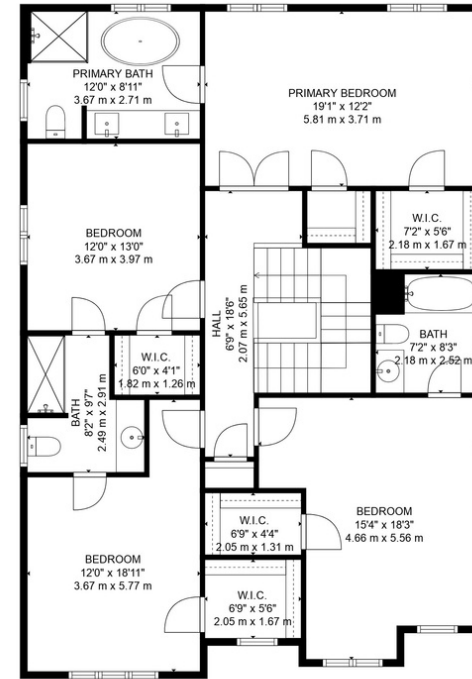 PRIMARY BATH
12'0" x 8'11"
3.67 m x 2.71 m
PRIMARY BEDROOM
19'1" x 12'2"
5.81 m x 3.71 m
BEDROOM
12'0" x 13'0"
3.67 m x 3.97 m
W.I.C.
7'2" x 5'6"
2.18 m x 1.67 m
HALL
6'9" x 18'6"
2.07 m x 5.65 m
BATH
7'2" x 8'3"
2.18 m x 2.52 m
W.I.C.
6'0" x 4'1"
1.82 m x 1.26 m
BATH
8'2" x 9'7"
2.49 m x 2.91 m
W.I.C.
6'9" x 4'4"
2.05 m x 1.31 m
BEDROOM
15'4" x 18'3"
4.66 m x 5.56 m
BEDROOM
12'0" x 18'11"
3.67 m x 5.77 m
W.I.C.
6'9" x 5'6"
2.05 m x 1.67 m